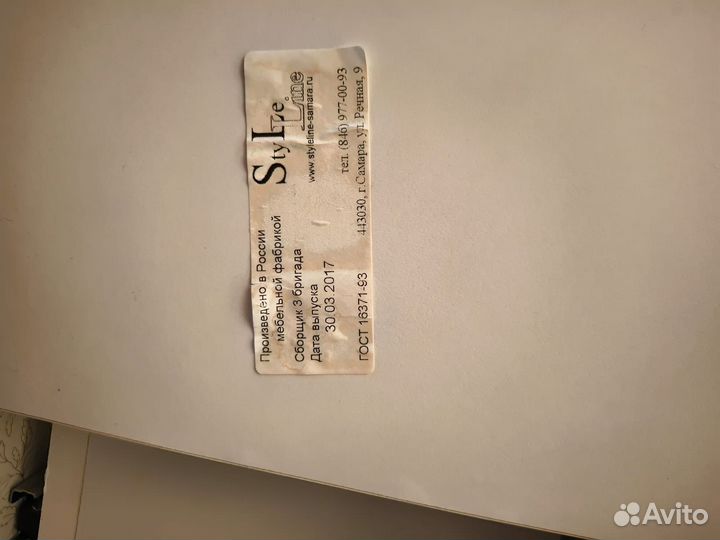 Произведено в России
мебельной фабрикой
Сборщик 3 бригада
Дата выпуска
30.03.2017
ГОСТ 16371-93
StyLe
Line
www.styleline-samara.ru
тел. (846) 977-00-93
443030, г. Самара, ул. Речная, 9
Avito